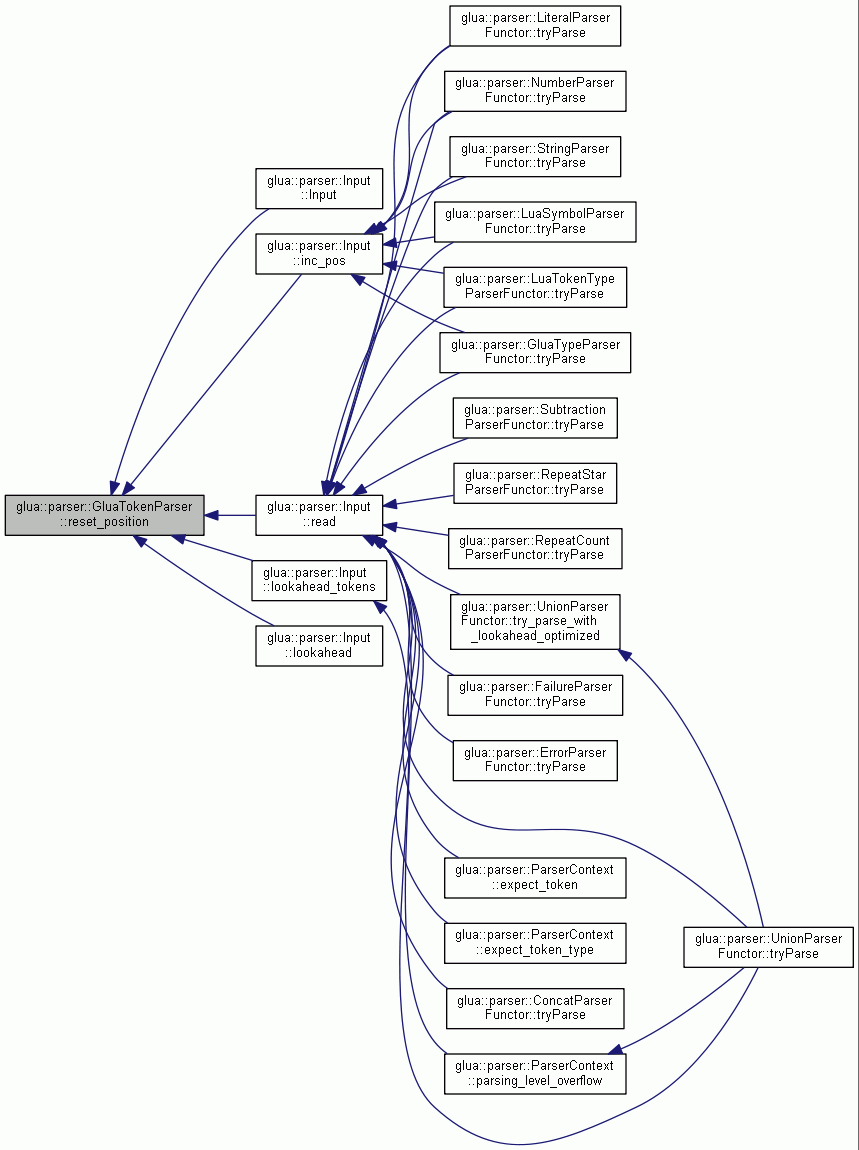 glua::parser::LiteralParser
Functor::tryParse
glua::parser::NumberParser
Functor::tryParse
glua::parser::StringParser
Functor::tryParse
glua::parser::Input
::Input
glua::parser::LuaSymbolParser
Functor::tryParse
glua::parser::Input
::inc_pos
glua::parser::LuaTokenType
ParserFunctor::tryParse
glua::parser::GluaTypeParser
Functor::tryParse
glua::parser::Subtraction
ParserFunctor::tryParse
glua::parser::RepeatStar
ParserFunctor::tryParse
glua::parser::GluaTokenParser
::reset_position
glua::parser::Input
::read
glua::parser::RepeatCount
ParserFunctor::tryParse
glua::parser::Input
::lookahead_tokens
glua::parser::UnionParser
Functor::try_parse_with
_lookahead_optimized
glua::parser::Input
::lookahead
glua::parser::FailureParser
Functor::tryParse
glua::parser::ErrorParser
Functor::tryParse
glua::parser::ParserContext
::expect_token
glua::parser::ParserContext
::expect_token_type
glua::parser::UnionParser
Functor::tryParse
glua::parser::ConcatParser
Functor::tryParse
glua::parser::ParserContext
::parsing_level_overflow